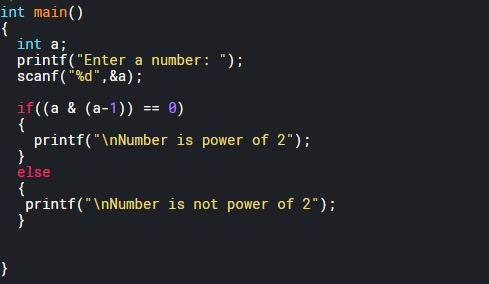 int main()
{
int a;
printf("Enter a number: ");
scanf("%d",&a);
if((a & (a-1)) == 0)
{
printf("\nNumber is power of 2");
}
else
{
printf("\nNumber is not power of 2");
}
}